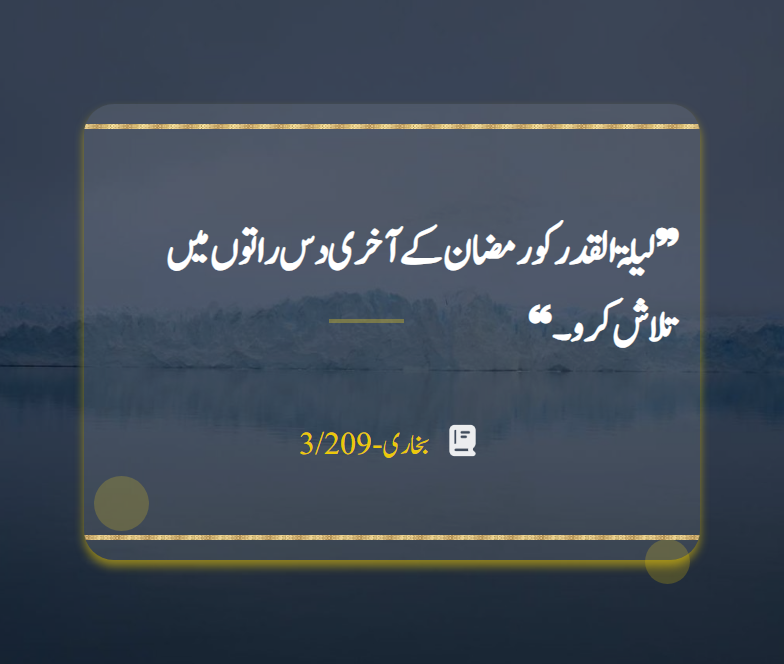 ”لیلۃ القدر کو رمضان کے آخری دس راتوں میں
تلاش کرو۔“
بخاری-3/209